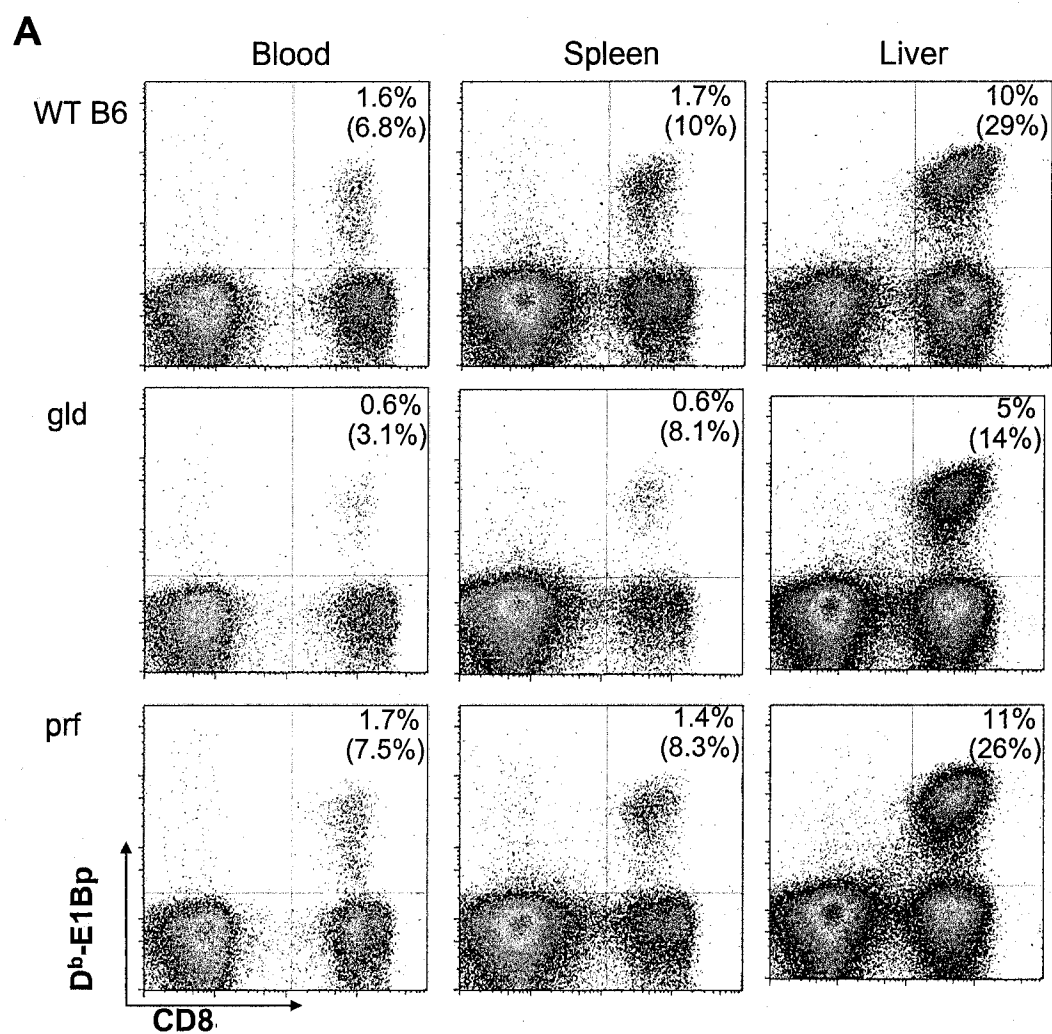 A
Blood Spleen Liver
WT B6
1.6%
(6.8%)
1.7%
(10%)
10%
(29%)
gld
0.6%
(3.1%)
0.6%
(8.1%)
5%
(14%)
prf
1.7%
(7.5%)
1.4%
(8.3%)
11%
(26%)
Dᵇ-E1Bp
CD8